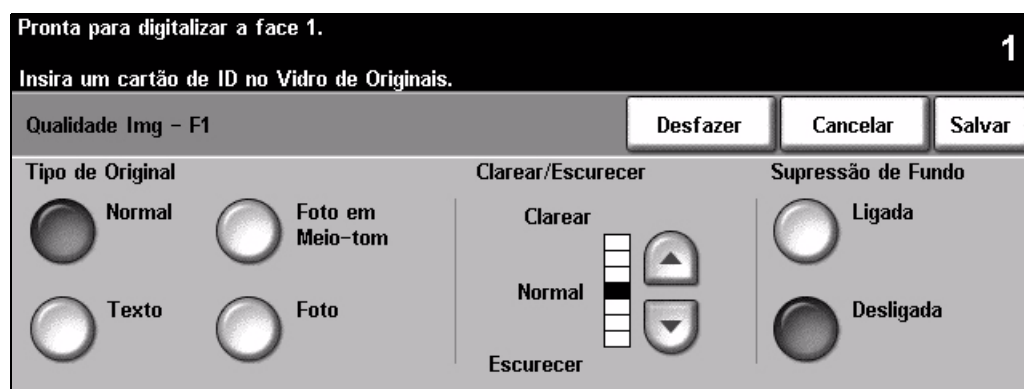 Pronta para digitalizar a face 1.
1
Insira um cartão de ID no Vidro de Originais.
Qualidade Img - F1
Desfazer
Cancelar
Salvar
Tipo de Original
Clarear/Escurecer
Supressão de Fundo
Normal
Foto em
Meio-tom
Clarear
Ligada
Normal
Texto
Foto
Desligada
Escurecer